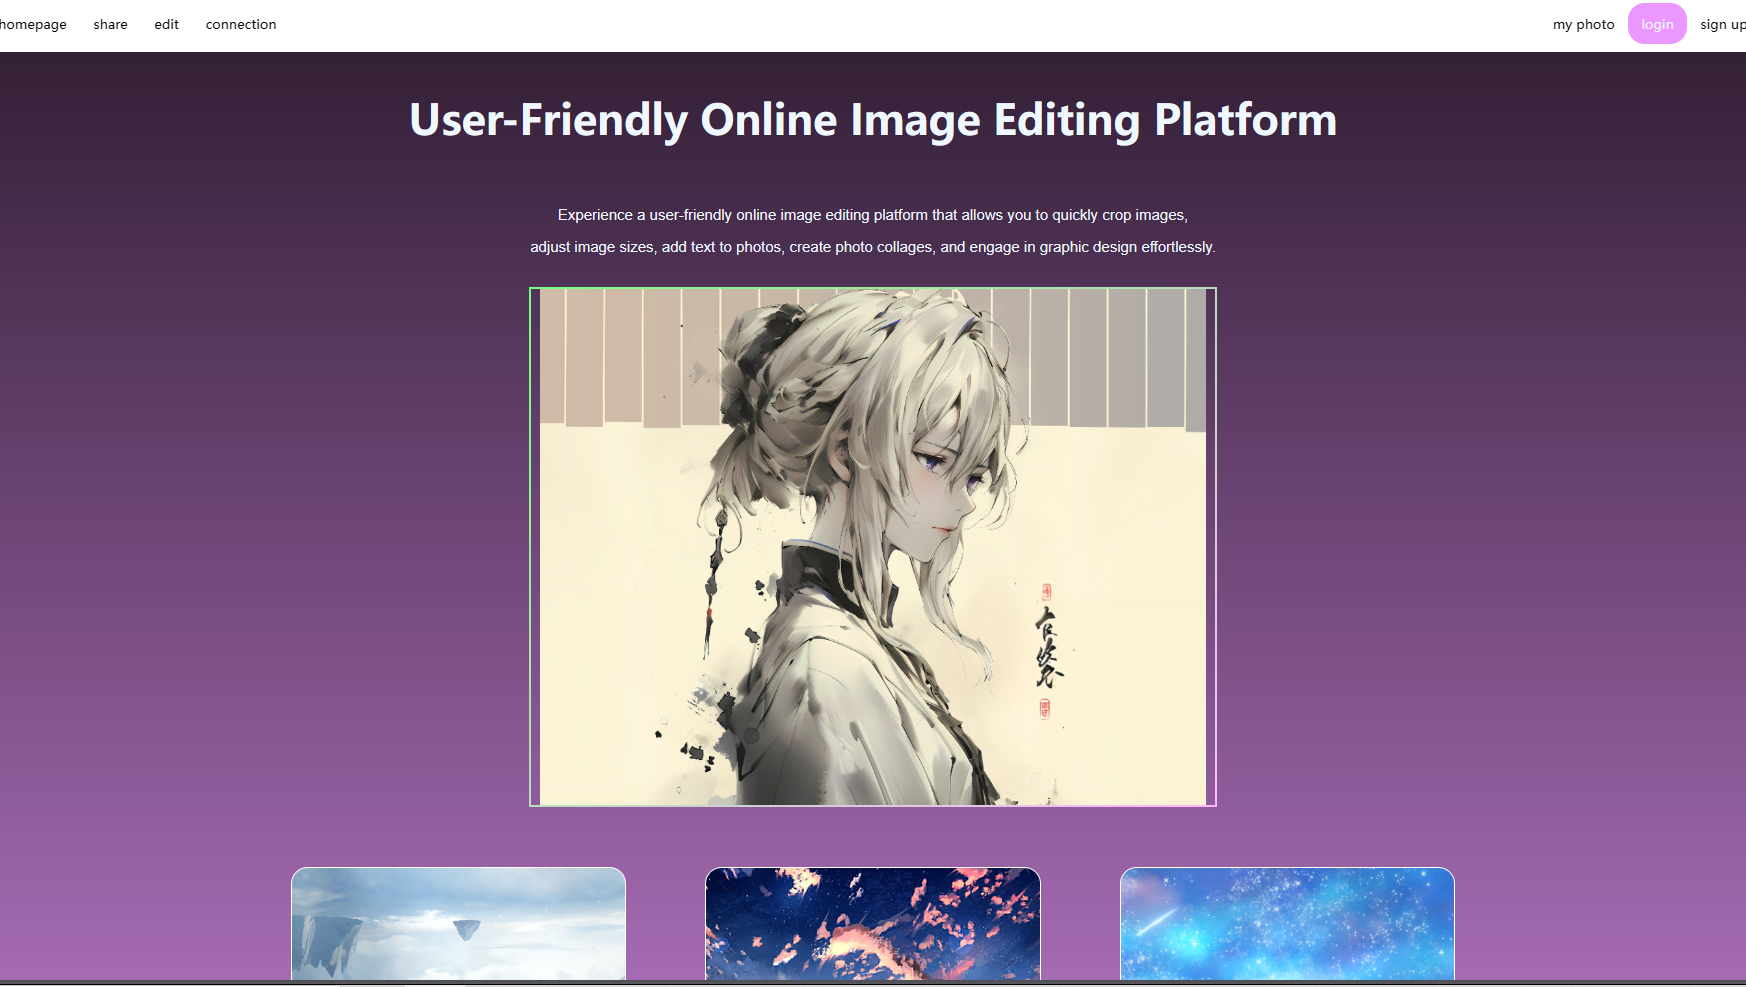 homepage share edit connection my photo login sign up
User-Friendly Online Image Editing Platform
Experience a user-friendly online image editing platform that allows you to quickly crop images,
adjust image sizes, add text to photos, create photo collages, and engage in graphic design effortlessly.